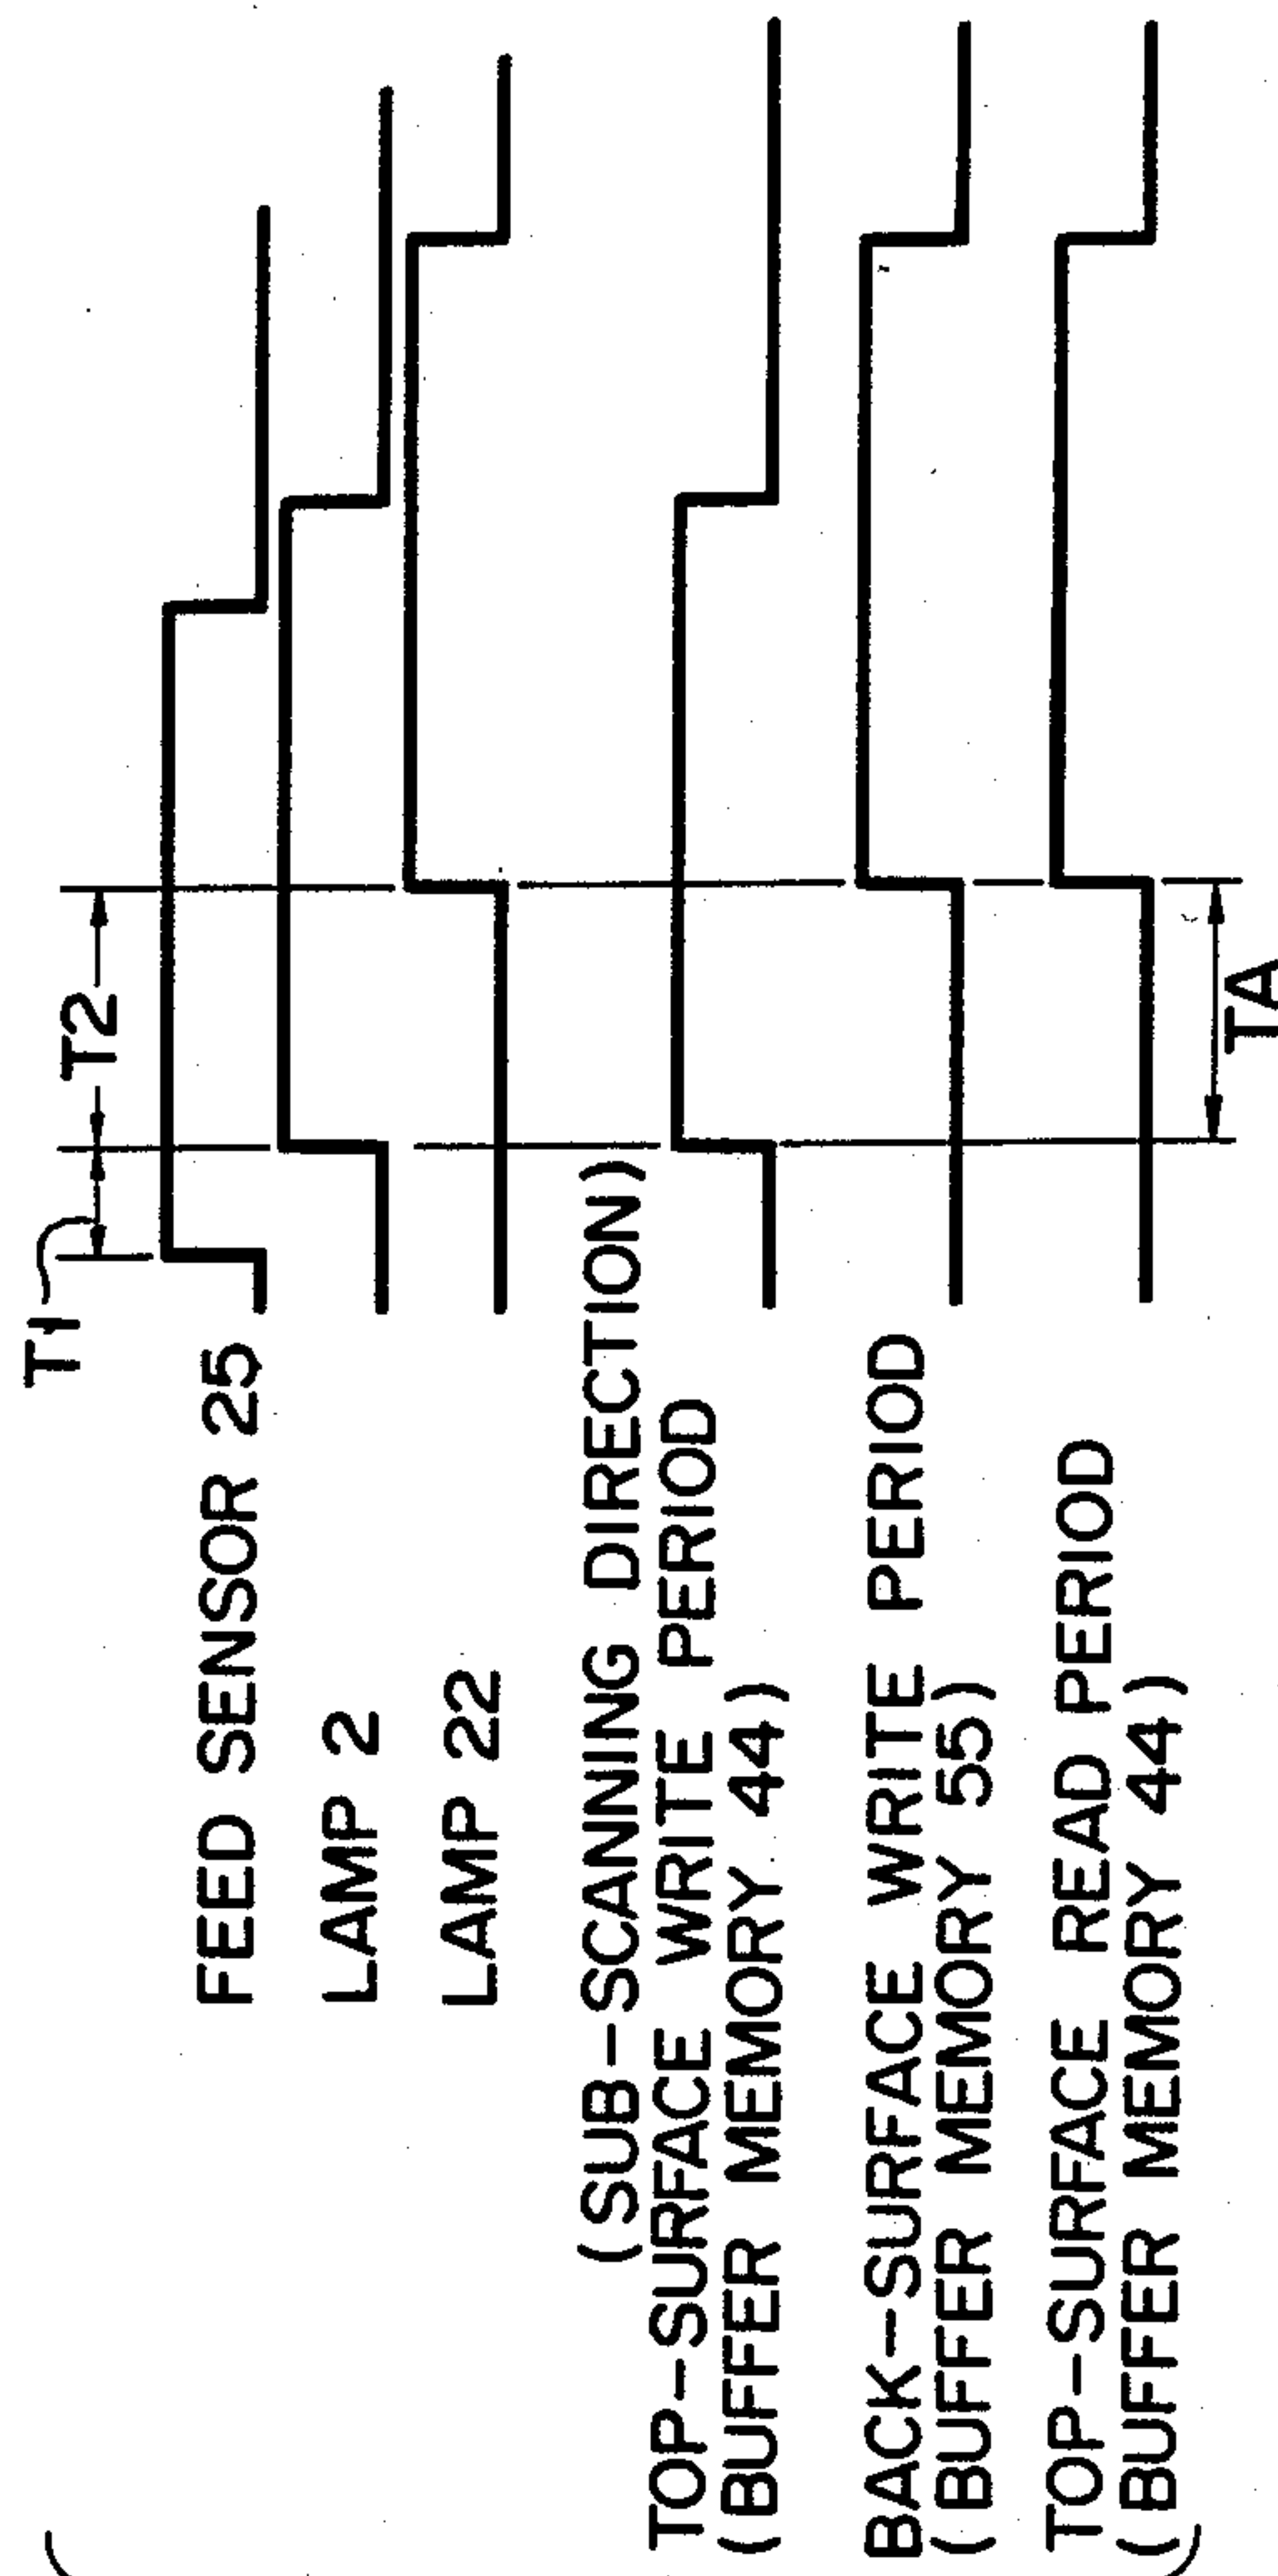 T1
T2
FEED SENSOR 25
LAMP 2
LAMP 22
(SUB-SCANNING DIRECTION)
TOP-SURFACE WRITE PERIOD
(BUFFER MEMORY 44)
BACK-SURFACE WRITE PERIOD
(BUFFER MEMORY 55)
TOP-SURFACE READ PERIOD
(BUFFER MEMORY 44)
TA